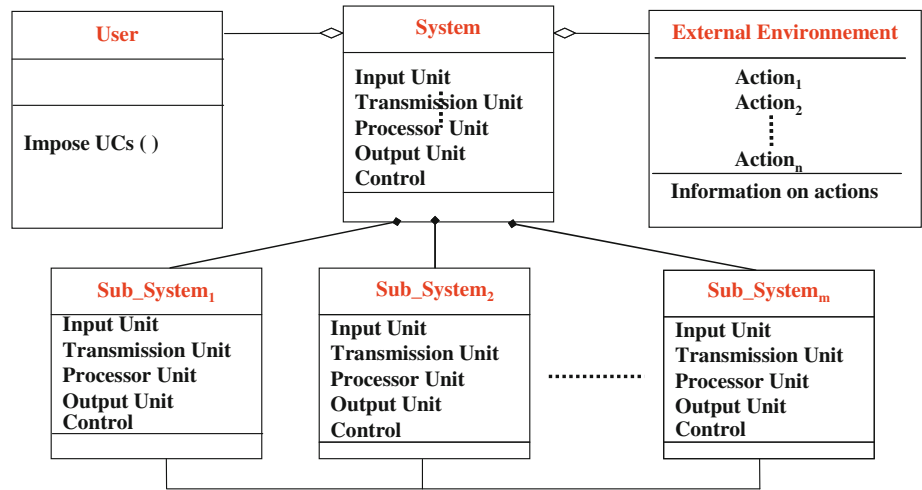 User
Impose UCs ( )
System
Input Unit
Transmission Unit
Processor Unit
Output Unit
Control
External Environnement
Action1
Action2
Actionn
Information on actions
Sub_System1
Input Unit
Transmission Unit
Processor Unit
Output Unit
Control
Sub_System2
Input Unit
Transmission Unit
Processor Unit
Output Unit
Control
Sub_Systemm
Input Unit
Transmission Unit
Processor Unit
Output Unit
Control